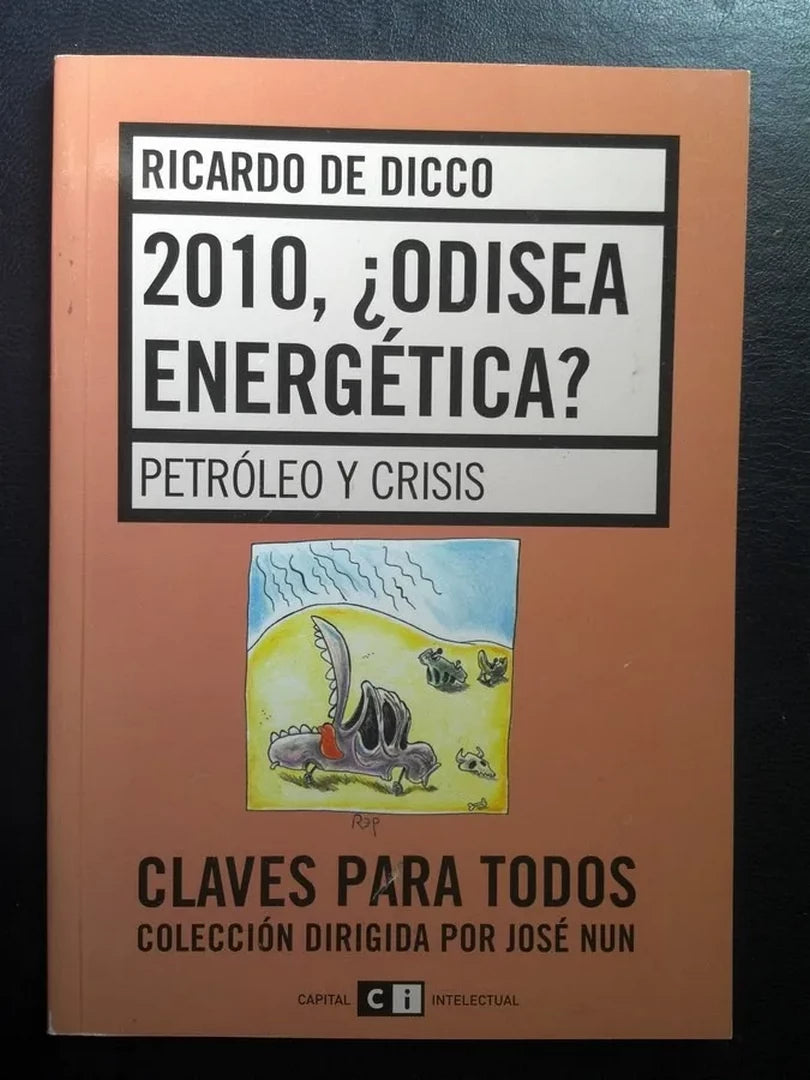 RICARDO DE DICCO
2010, ¿ODISEA
ENERGÉTICA?
PETRÓLEO Y CRISIS
Rep
CLAVES PARA TODOS
COLECCIÓN DIRIGIDA POR JOSÉ NUN
CAPITAL Ci INTELECTUAL